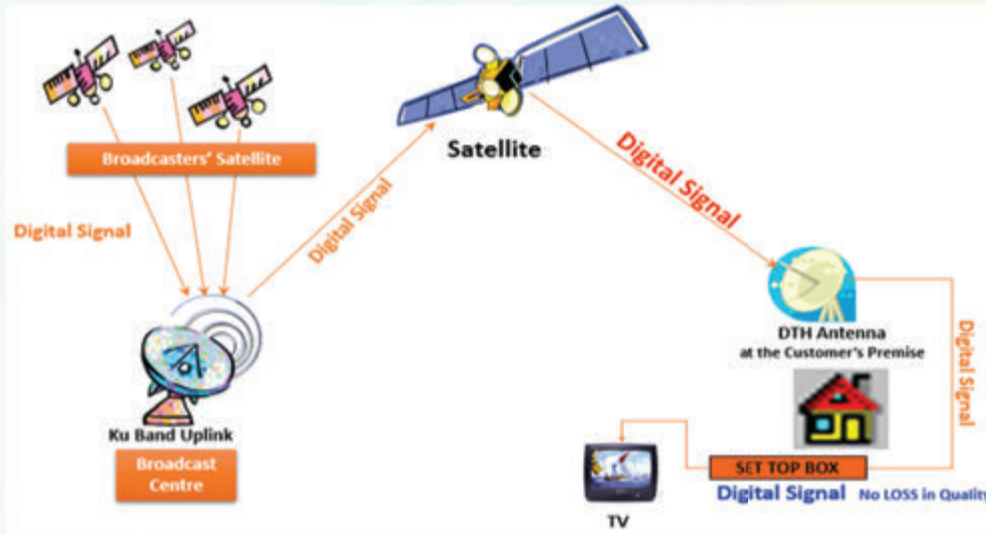 Broadcasters' Satellite
Satellite
Digital Signal
Digital Signal
Digital Signal
Ku Band Uplink
Broadcast
Centre
DTH Antenna
at the Customer's Premise
Digital Signal
SET TOP BOX
Digital Signal No LOSS in Quality
TV